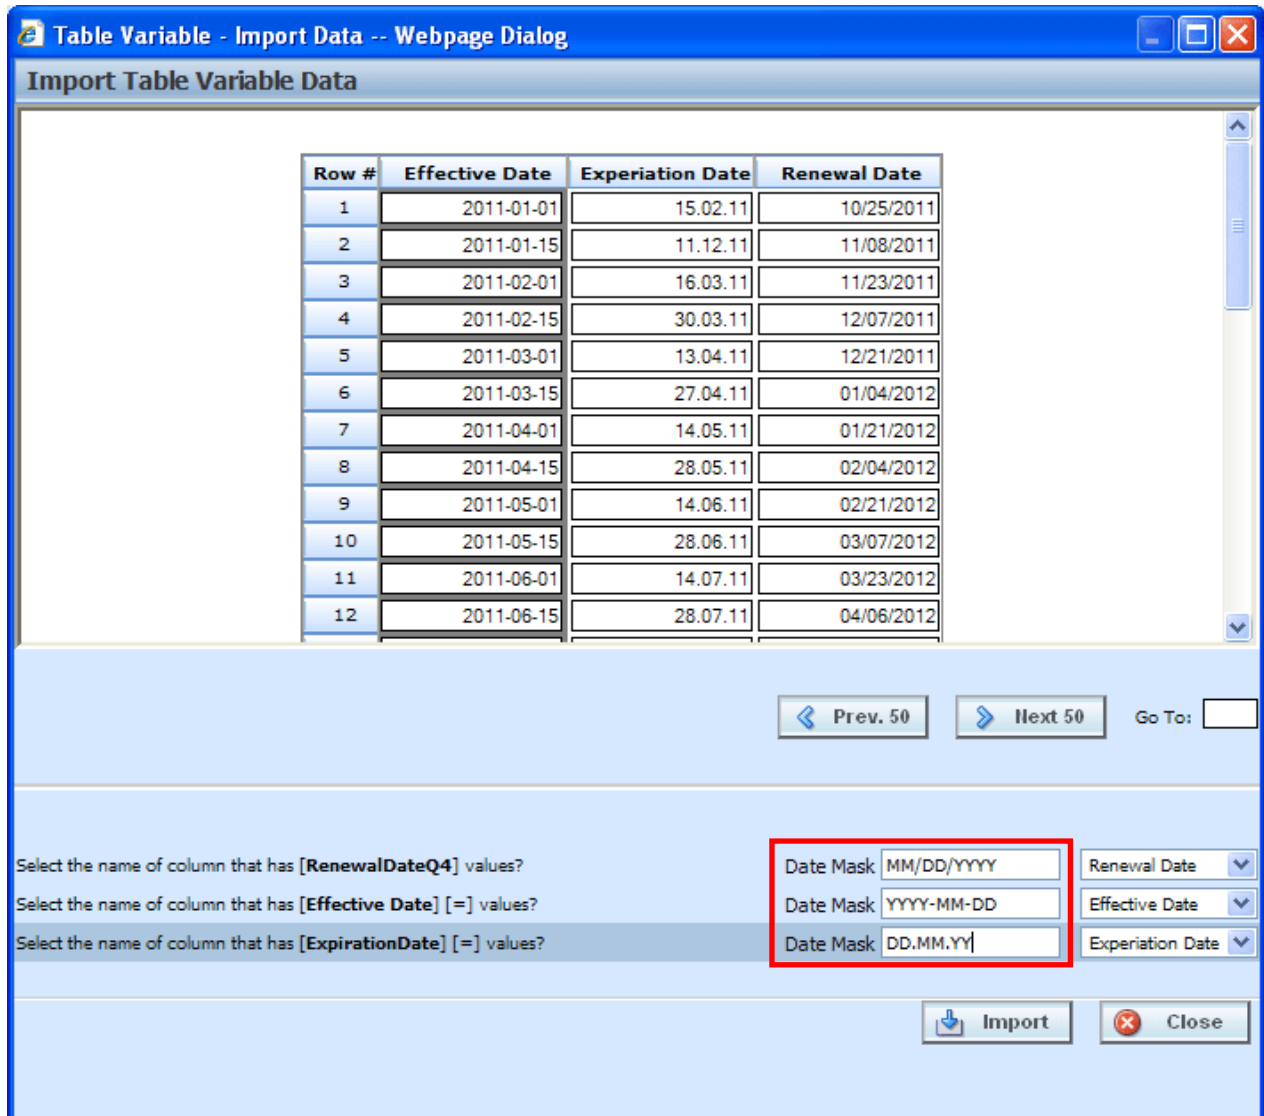 Table Variable - Import Data -- Webpage Dialog
Import Table Variable Data
Row # Effective Date Experiation Date Renewal Date
1 2011-01-01 15.02.11 10/25/2011
2 2011-01-15 11.12.11 11/08/2011
3 2011-02-01 16.03.11 11/23/2011
4 2011-02-15 30.03.11 12/07/2011
5 2011-03-01 13.04.11 12/21/2011
6 2011-03-15 27.04.11 01/04/2012
7 2011-04-01 14.05.11 01/21/2012
8 2011-04-15 28.05.11 02/04/2012
9 2011-05-01 14.06.11 02/21/2012
10 2011-05-15 28.06.11 03/07/2012
11 2011-06-01 14.07.11 03/23/2012
12 2011-06-15 28.07.11 04/06/2012
Prev. 50 Next 50 Go To:
Select the name of column that has [RenewalDateQ4] values? Date Mask MM/DD/YYYY Renewal Date
Select the name of column that has [Effective Date] [=] values? Date Mask YYYY-MM-DD Effective Date
Select the name of column that has [ExpirationDate] [=] values? Date Mask DD.MM.YY Experiation Date
Import Close